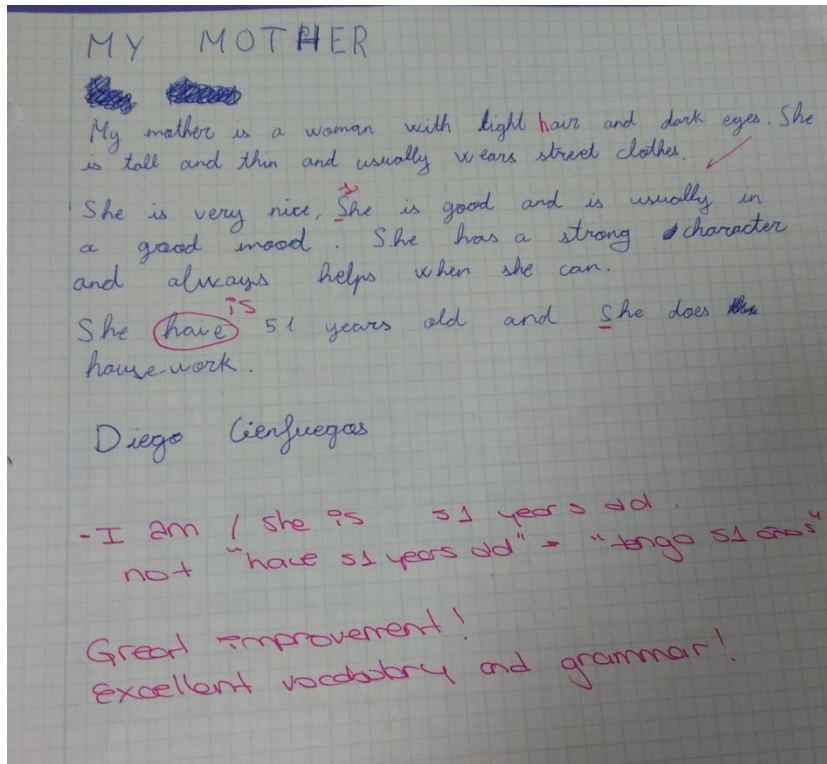 MY MOTHER
My mother is a woman with light hair and dark eyes. She
is tall and thin and usually wears street clothes.
s
She is very nice, She is good and is usually in
a good mood. She has a strong character
and always helps when she can.
is
She have 51 years old and She does
house-work.
Diego Cienfuegos
- I am / she is 51 years old.
not "have 51 years old" → "tengo 51 años"
Great improvement!
Excellent vocabulary and grammar!